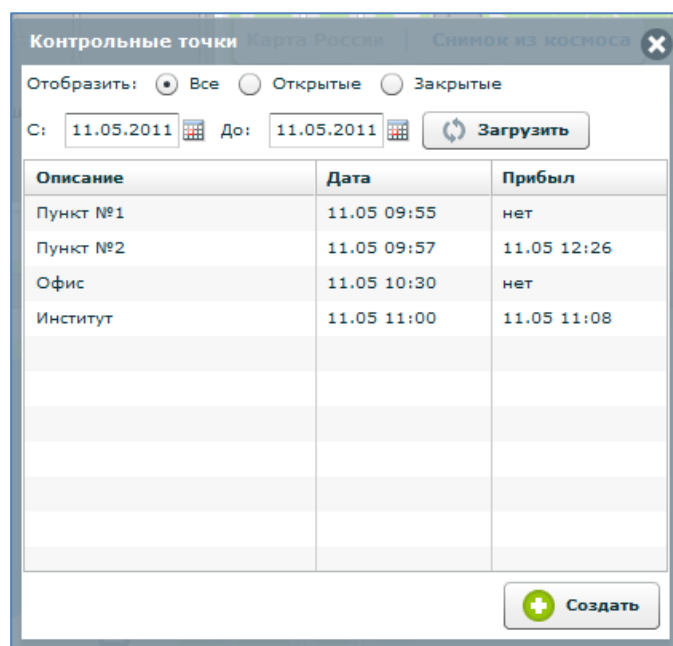 Контрольные точки Карта России | Снимок из космоса
Отобразить: Все Открытые Закрытые
С: 11.05.2011 До: 11.05.2011 Загрузить
Описание Дата Прибыл
Пункт №1 11.05 09:55 нет
Пункт №2 11.05 09:57 11.05 12:26
Офис 11.05 10:30 нет
Институт 11.05 11:00 11.05 11:08
Создать